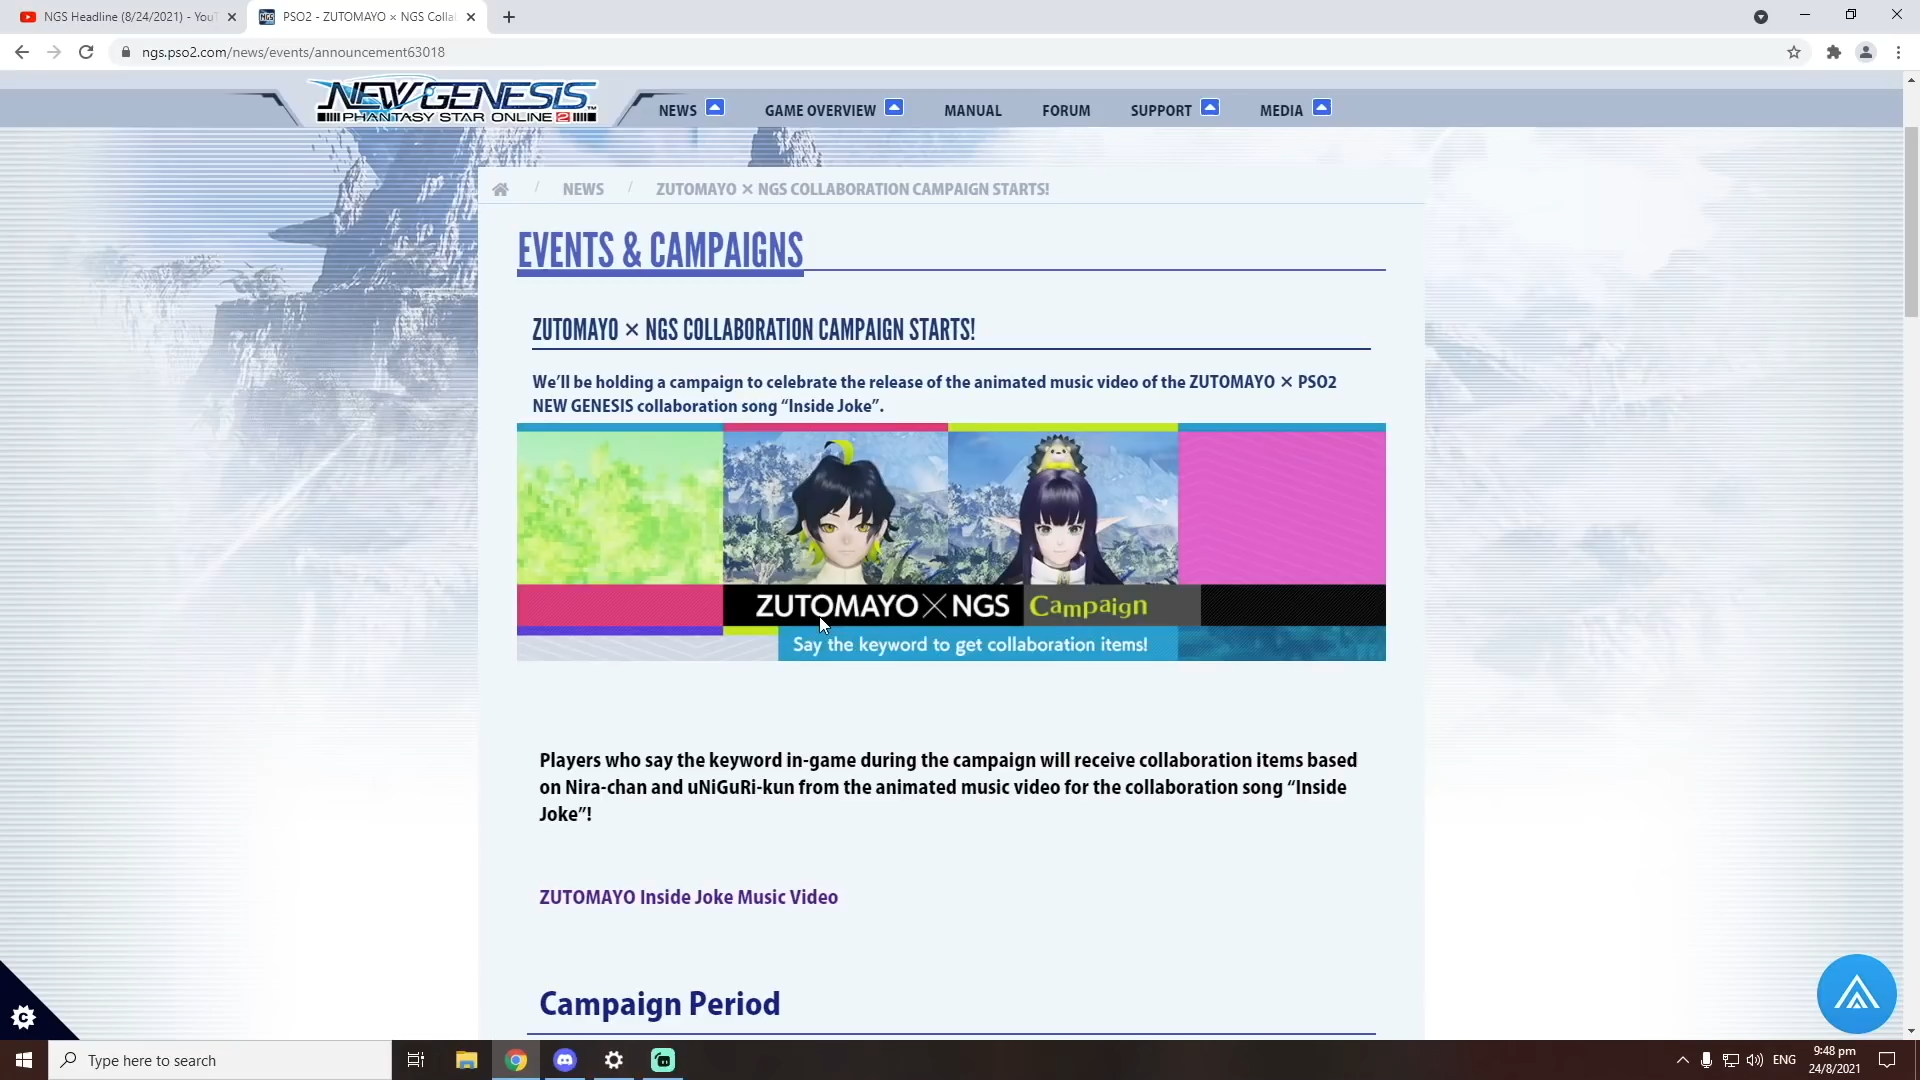 NGS Headline (8/24/2021) - YouT
PSO2 - ZUTOMAYO × NGS Colla
ngs.pso2.com/news/events/announcement63018
NEW GENESIS
PHANTASY STAR ONLINE 2
NEWS
GAME OVERVIEW
MANUAL
FORUM
SUPPORT
MEDIA
NEWS / ZUTOMAYO × NGS COLLABORATION CAMPAIGN STARTS!
EVENTS & CAMPAIGNS
ZUTOMAYO × NGS COLLABORATION CAMPAIGN STARTS!
We'll be holding a campaign to celebrate the release of the animated music video of the ZUTOMAYO × PSO2
NEW GENESIS collaboration song “Inside Joke”.
ZUTOMAYO×NGS Campaign
Say the keyword to get collaboration items!
Players who say the keyword in-game during the campaign will receive collaboration items based
on Nira-chan and uNiGuRi-kun from the animated music video for the collaboration song “Inside
Joke”!
ZUTOMAYO Inside Joke Music Video
Campaign Period
Type here to search
ENG
9:48 pm
24/8/2021